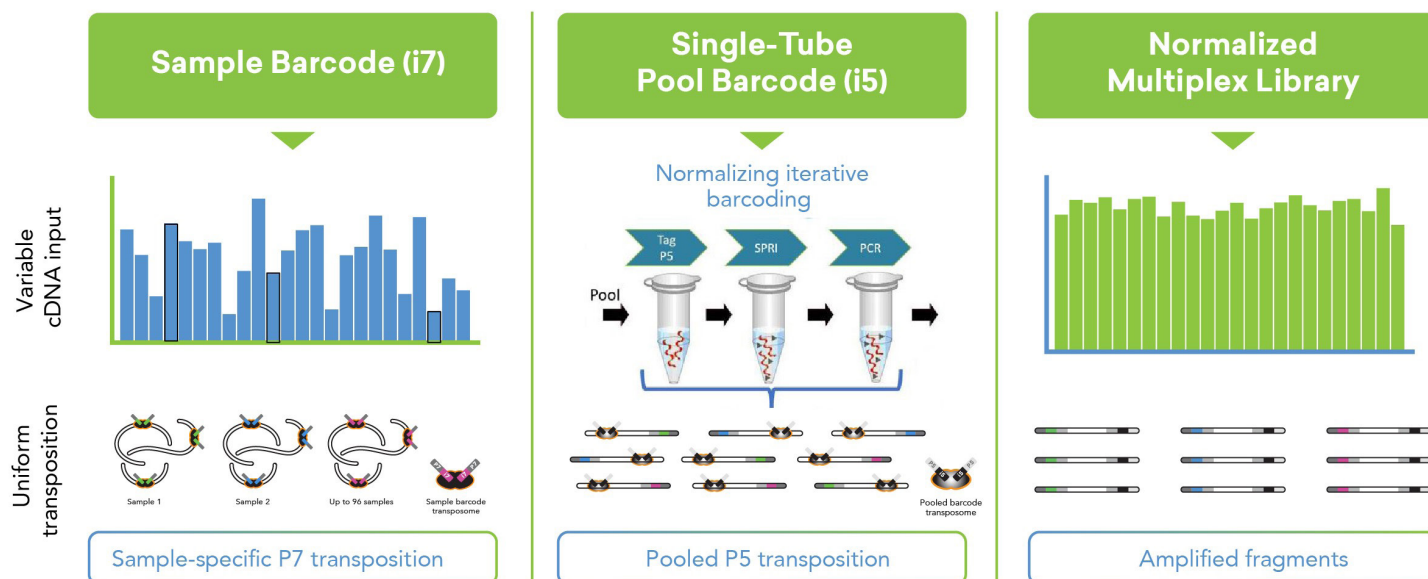 Sample Barcode (i7)
Single-Tube
Pool Barcode (i5)
Normalized
Multiplex Library
Variable
cDNA input
Normalizing iterative
barcoding
Tag
P5
SPRI
PCR
Pool
Uniform
transposition
Sample 1
Sample 2
Up to 96 samples
Sample barcode
transposome
Pooled barcode
transposome
Sample-specific P7 transposition
Pooled P5 transposition
Amplified fragments